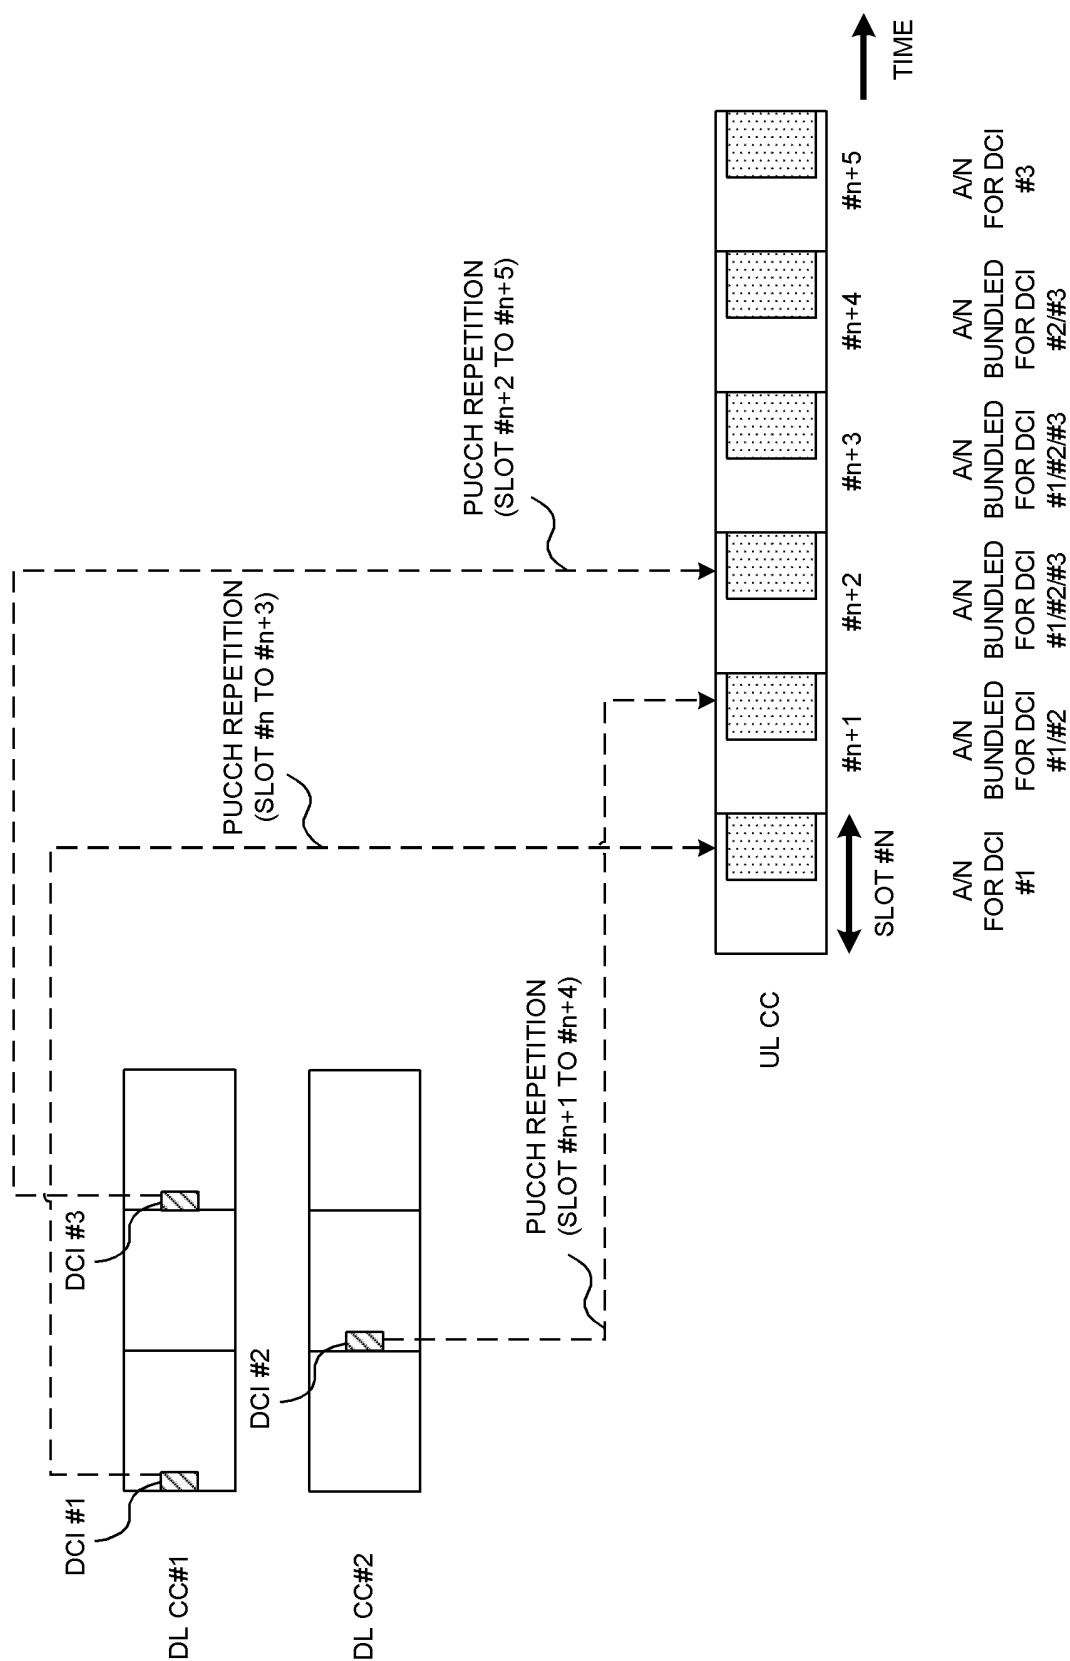 DCI #1
DCI #3
DL CC#1
DCI #2
DL CC#2
PUCCH REPETITION
(SLOT #n TO #n+3)
PUCCH REPETITION
(SLOT #n+2 TO #n+5)
PUCCH REPETITION
(SLOT #n+1 TO #n+4)
UL CC
SLOT #N
#n+1
#n+2
#n+3
#n+4
#n+5
TIME
A/N
FOR DCI
#1
A/N
BUNDLED
FOR DCI
#1/#2
A/N
BUNDLED
FOR DCI
#1/#2/#3
A/N
BUNDLED
FOR DCI
#1/#2/#3
A/N
BUNDLED
FOR DCI
#2/#3
A/N
FOR DCI
#3